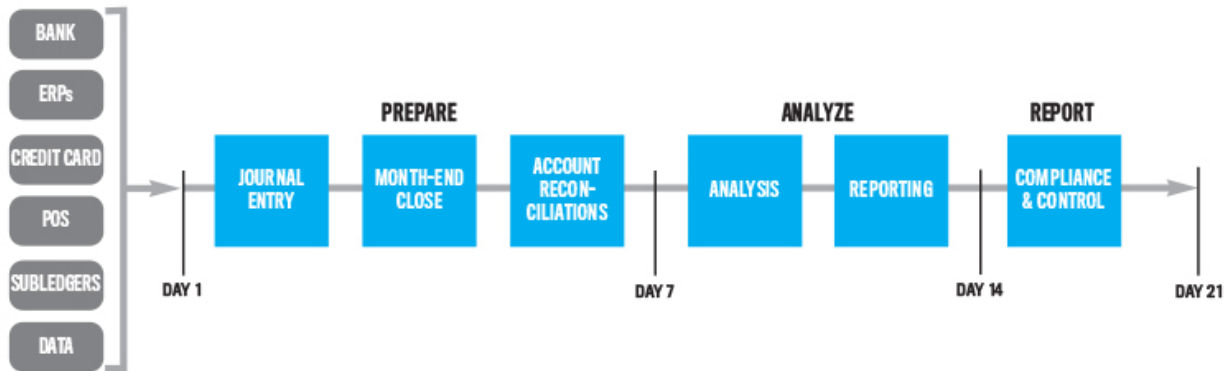 BANK
ERPs
CREDIT CARD
POS
SUBLEDGERS
DATA
PREPARE
JOURNAL
ENTRY
MONTH-END
CLOSE
ACCOUNT
RECON-
CILIATIONS
ANALYZE
ANALYSIS
REPORTING
REPORT
COMPLIANCE
& CONTROL
DAY 1
DAY 7
DAY 14
DAY 21